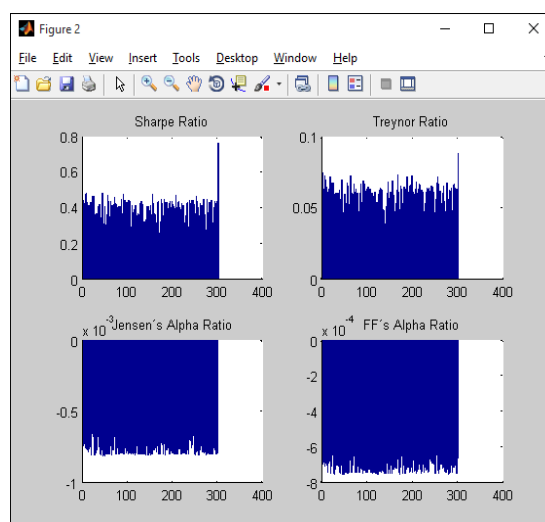 Figure 2
File Edit View Insert Tools Desktop Window Help
Sharpe Ratio
0.8
0.6
0.4
0.2
0
0 100 200 300 400
Treynor Ratio
0.1
0.05
0
0 100 200 300 400
x 10-3
Jensen´s Alpha Ratio
0
-0.5
-1
0 100 200 300 400
x 10-4
FF´s Alpha Ratio
0
-2
-4
-6
-8
0 100 200 300 400